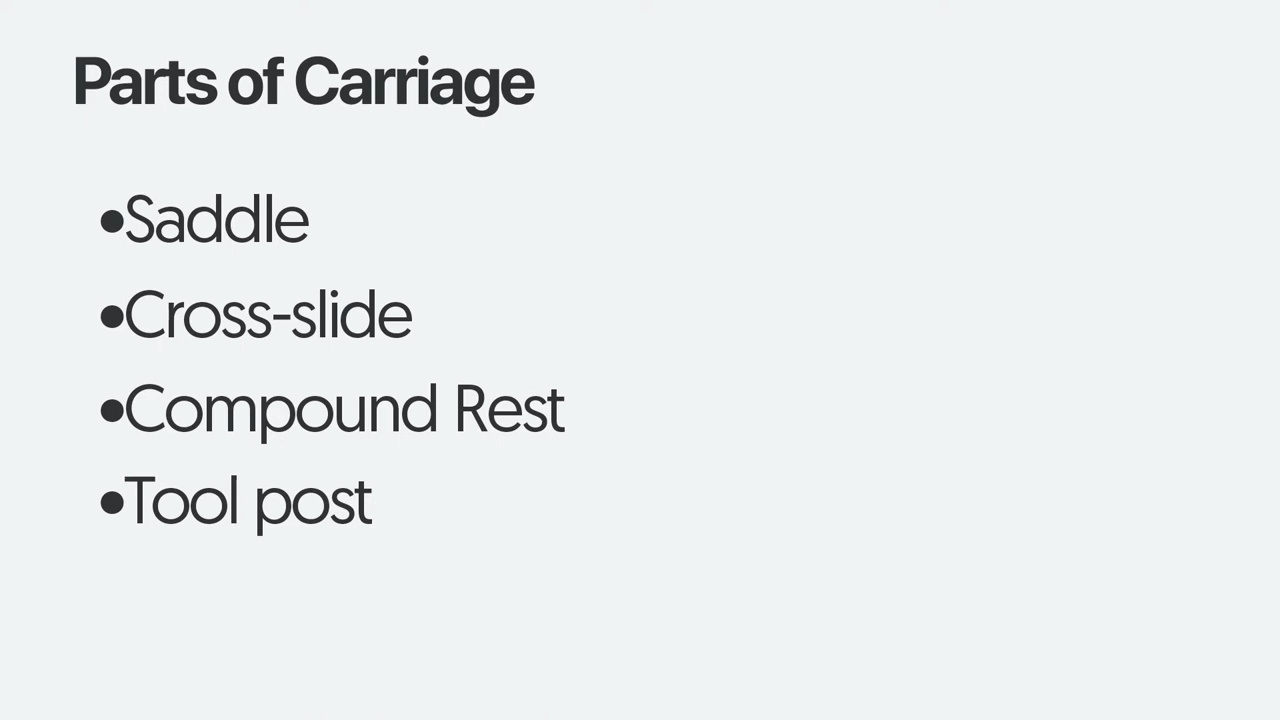 Parts of Carriage
•Saddle
•Cross-slide
•Compound Rest
•Tool post